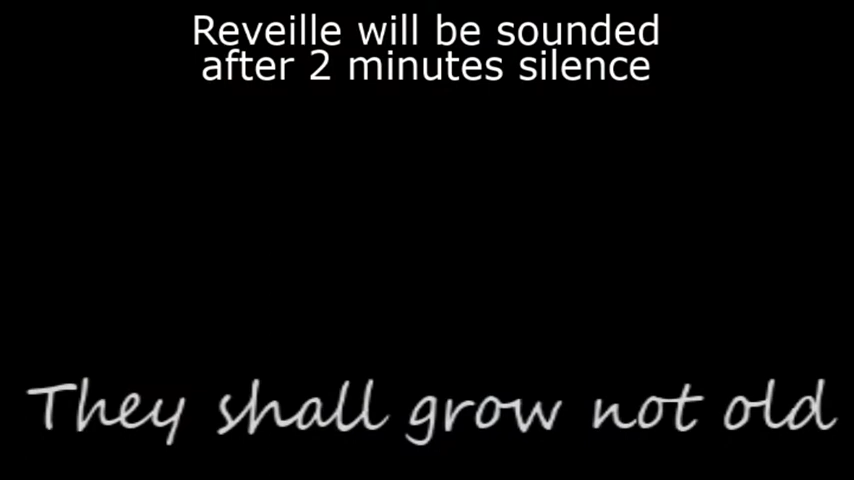 Reveille will be sounded
after 2 minutes silence
They shall grow not old